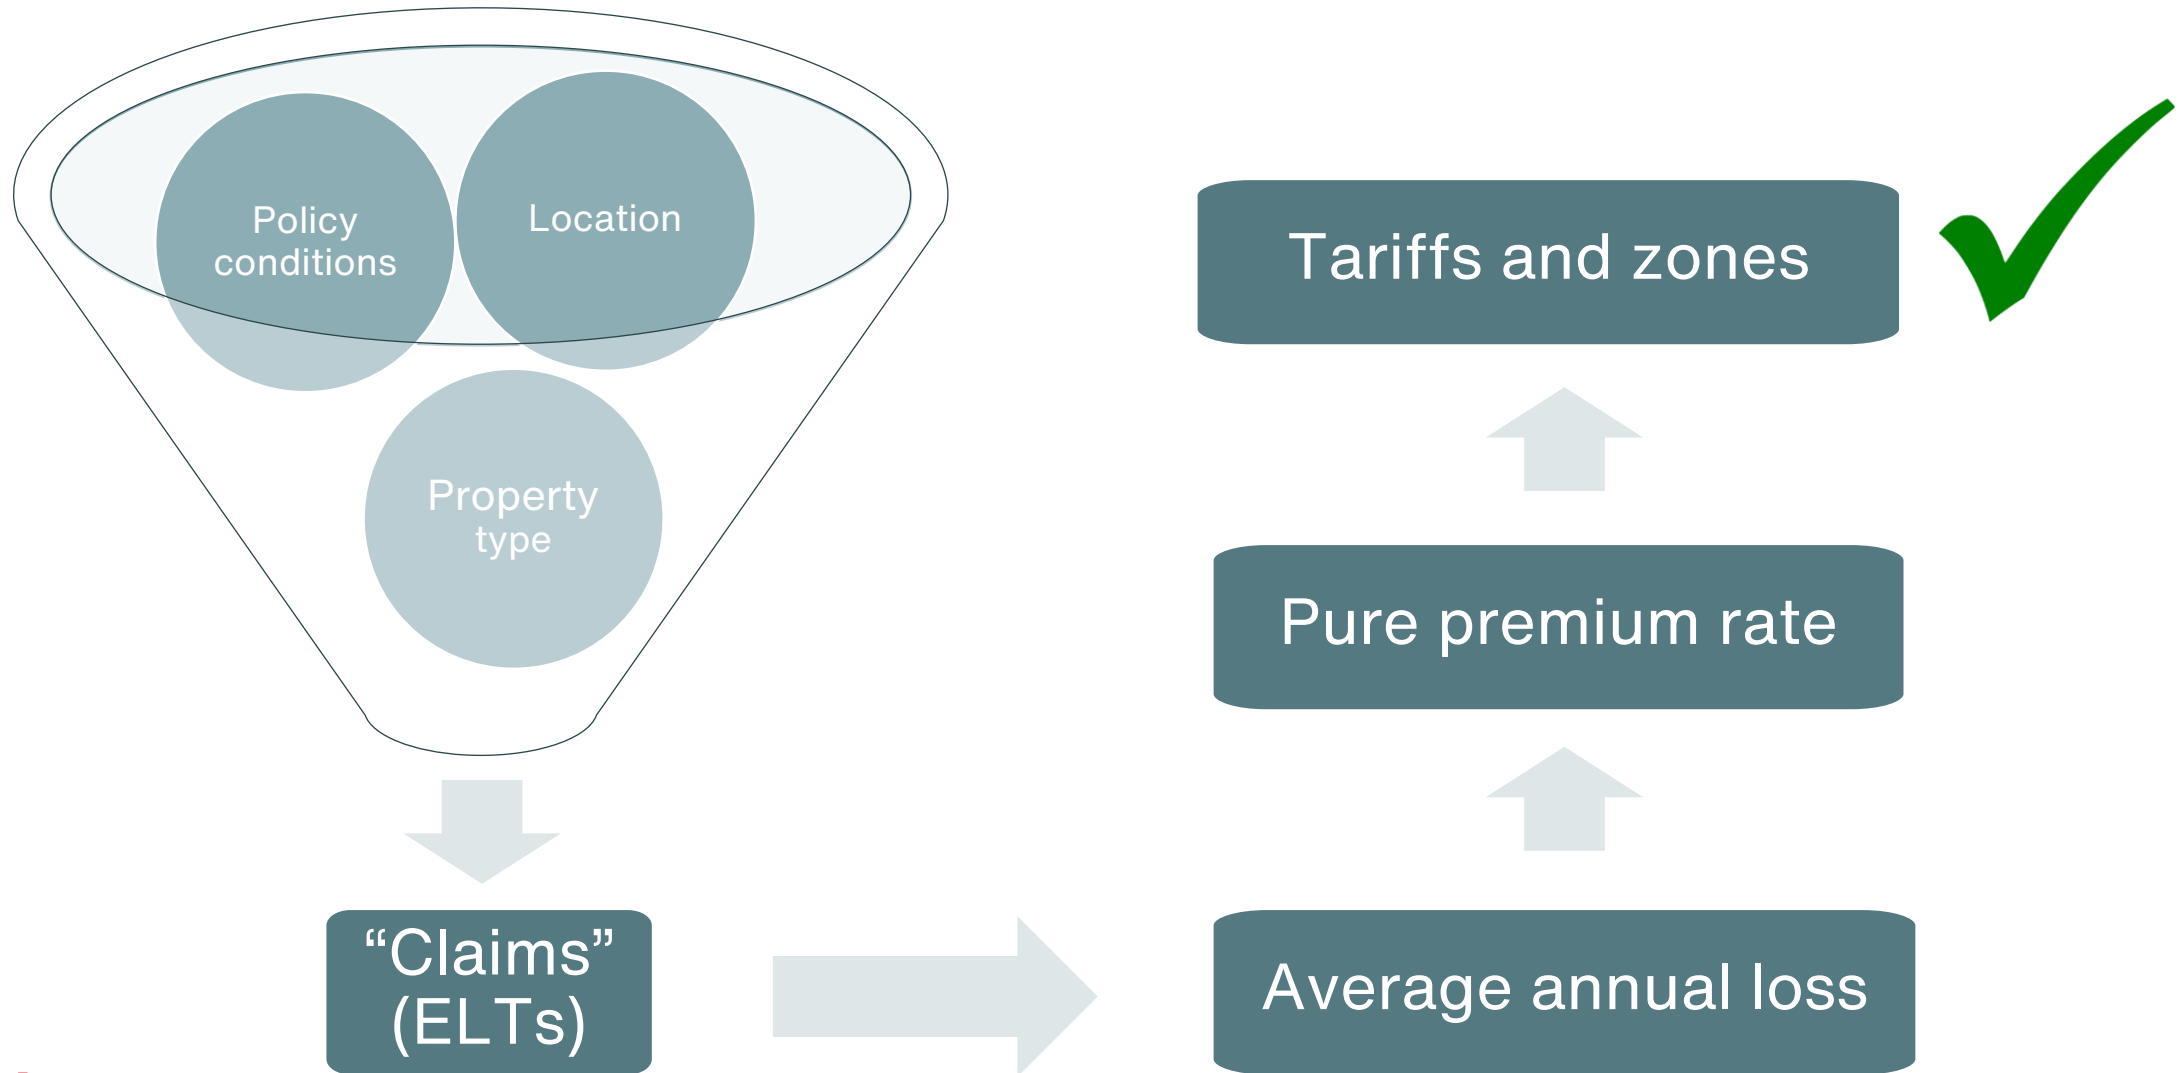 Policy
conditions
Location
Property
type
“Claims”
(ELTs)
Average annual loss
Pure premium rate
Tariffs and zones